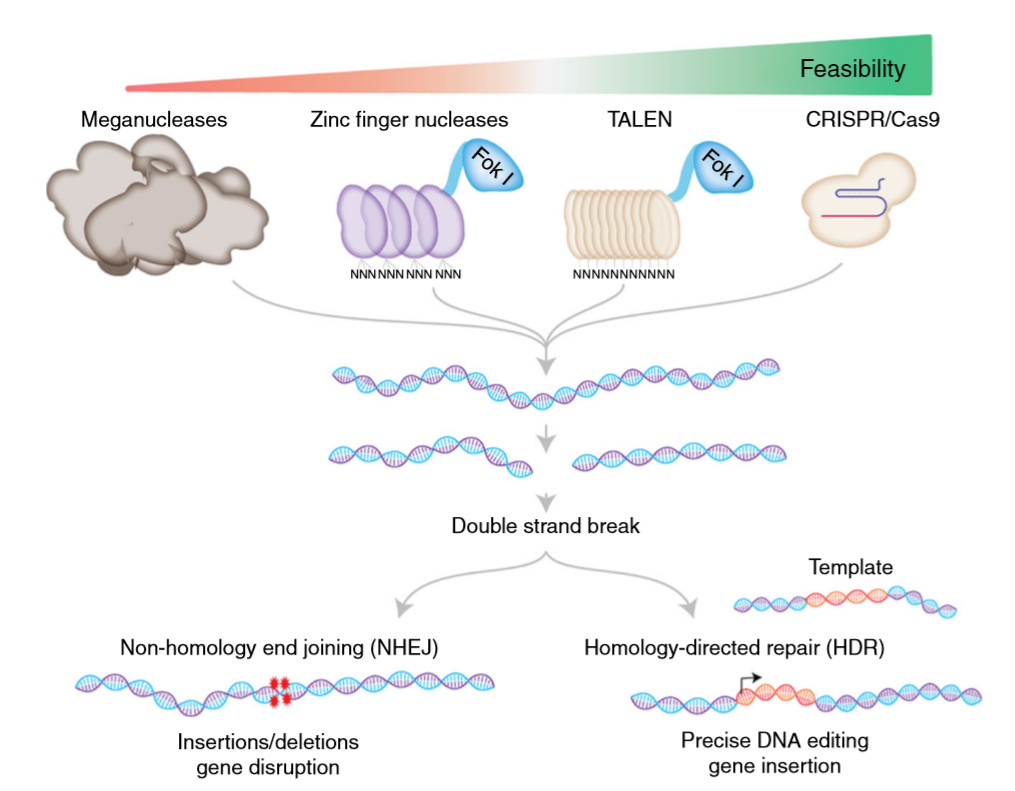 Feasibility
Meganucleases
Zinc finger nucleases
TALEN
CRISPR/Cas9
Fok I
Fok I
NNN NNN NNN NNN
NNNNNNNNNNN
Double strand break
Template
Non-homology end joining (NHEJ)
Homology-directed repair (HDR)
Insertions/deletions
gene disruption
Precise DNA editing
gene insertion